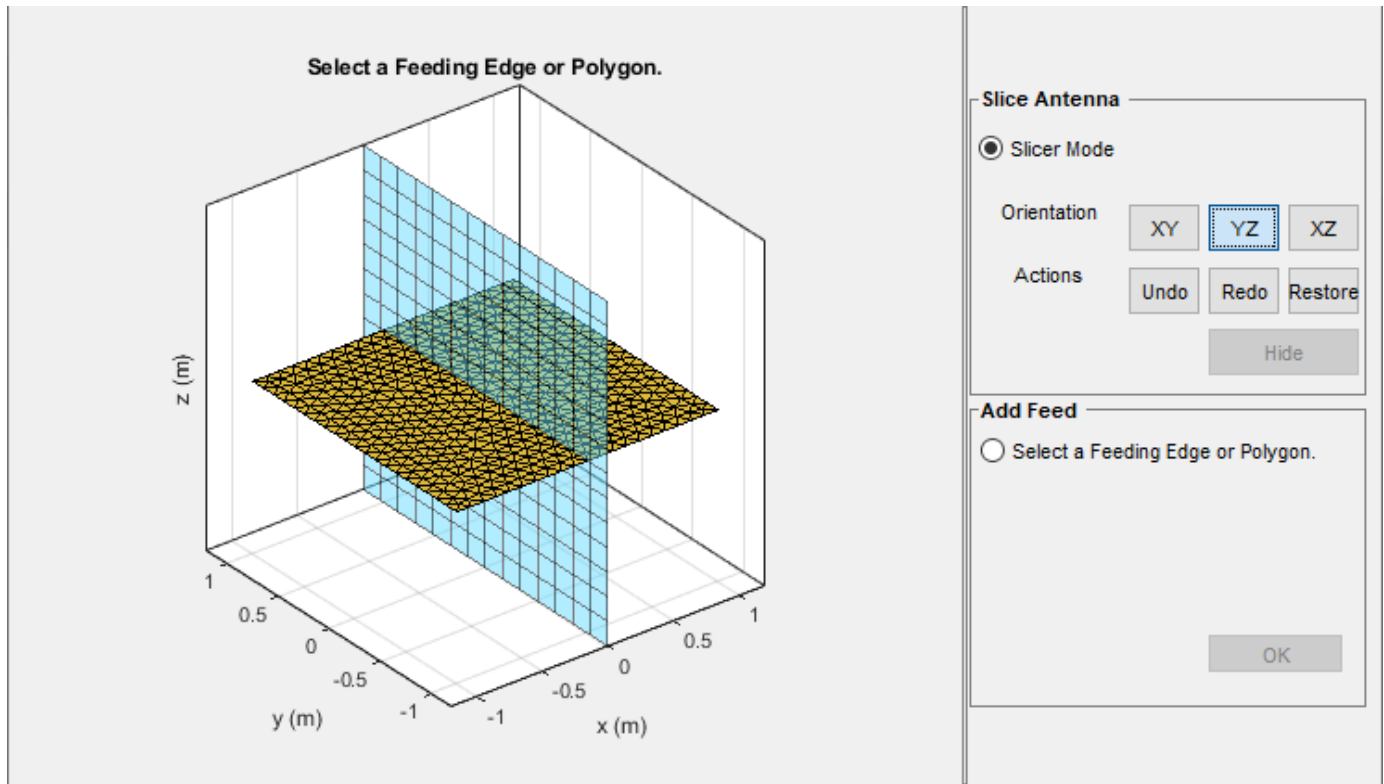 Select a Feeding Edge or Polygon.
z (m)
1
0.5
0
-0.5
-1
y (m)
-1
-0.5
0
0.5
1
x (m)
Slice Antenna
Slicer Mode
Orientation
XY
YZ
XZ
Actions
Undo
Redo
Restore
Hide
Add Feed
Select a Feeding Edge or Polygon.
OK